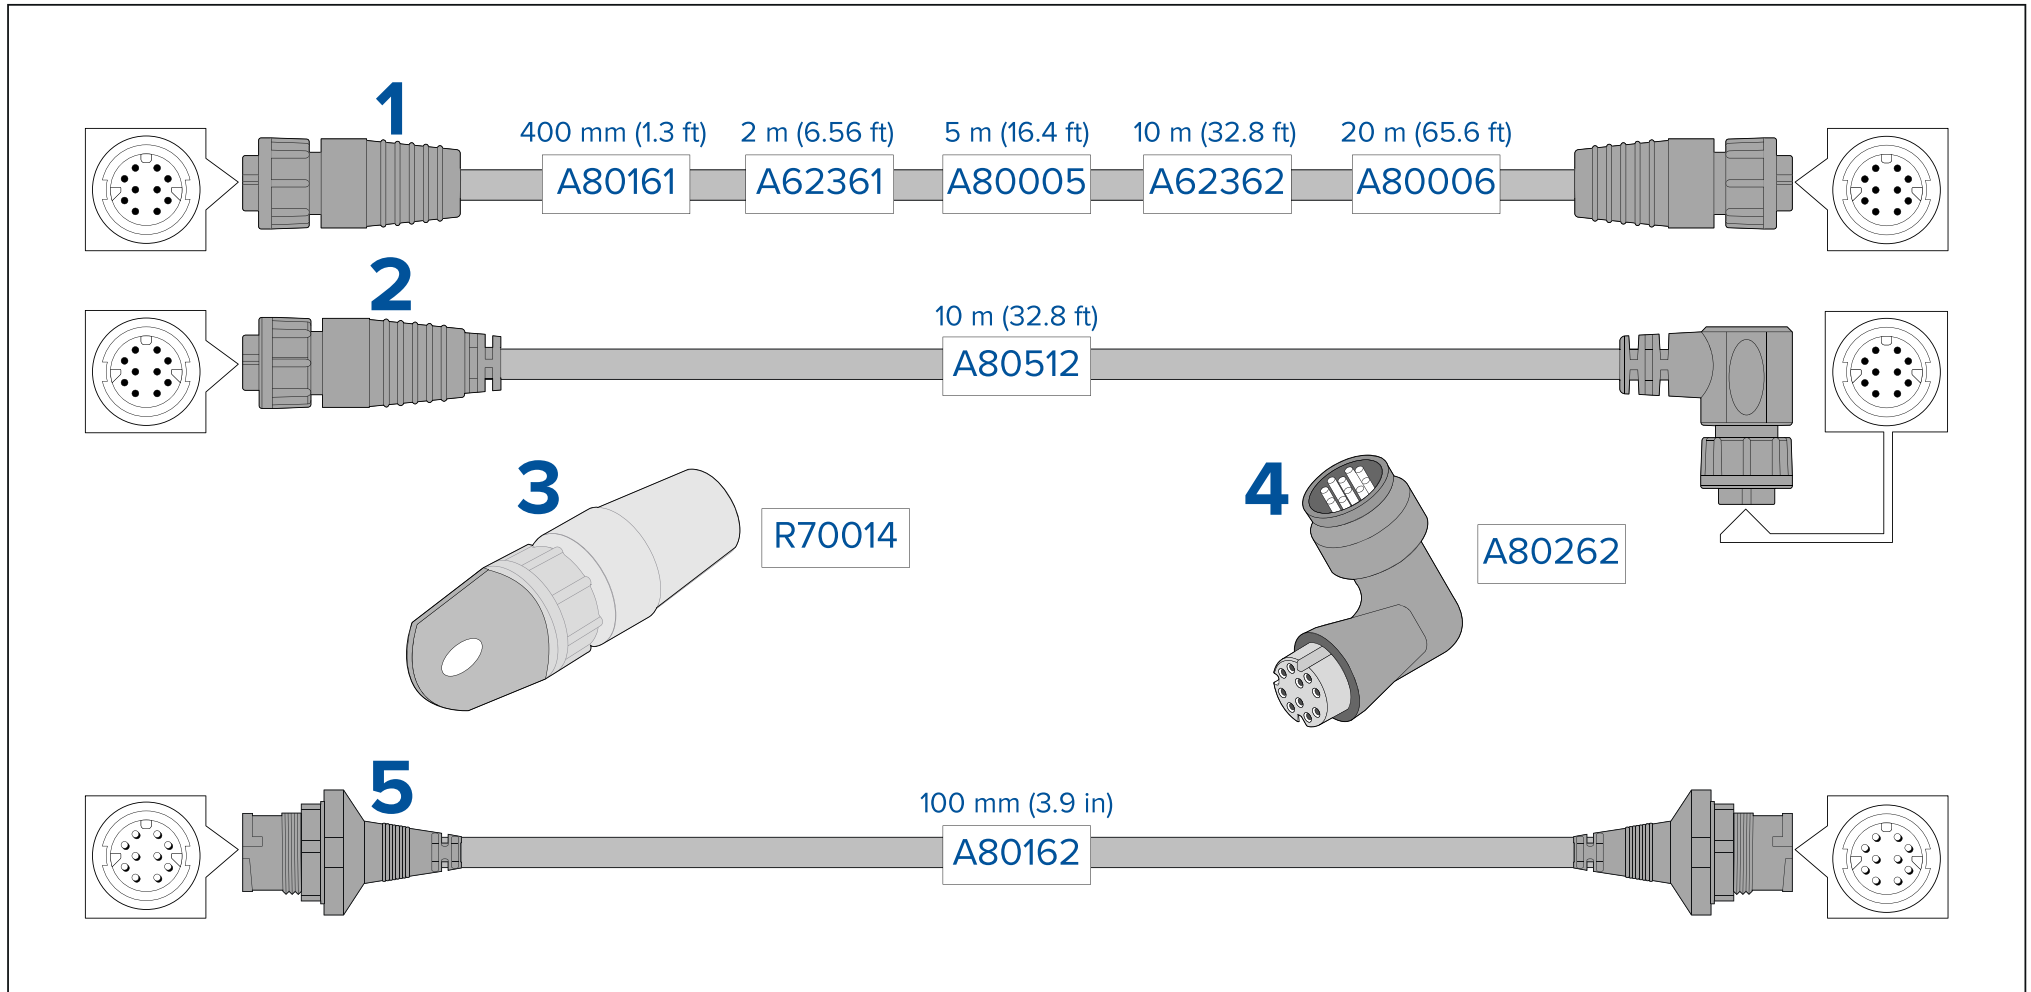 1
400 mm (1.3 ft) 2 m (6.56 ft) 5 m (16.4 ft) 10 m (32.8 ft) 20 m (65.6 ft)
A80161 A62361 A80005 A62362 A80006
2
10 m (32.8 ft)
A80512
3
R70014
4
A80262
5
100 mm (3.9 in)
A80162